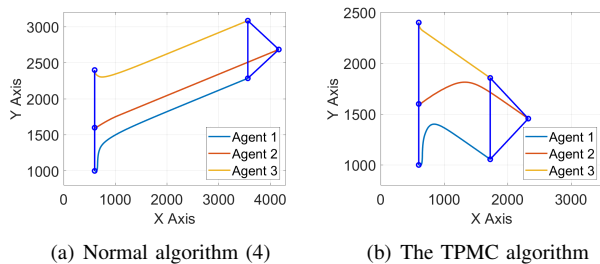 3000
2500
2000
1500
1000
Y Axis
0 1000 2000 3000 4000
X Axis
Agent 1
Agent 2
Agent 3
(a) Normal algorithm (4)
2500
2000
1500
1000
Y Axis
0 1000 2000 3000
X Axis
Agent 1
Agent 2
Agent 3
(b) The TPMC algorithm